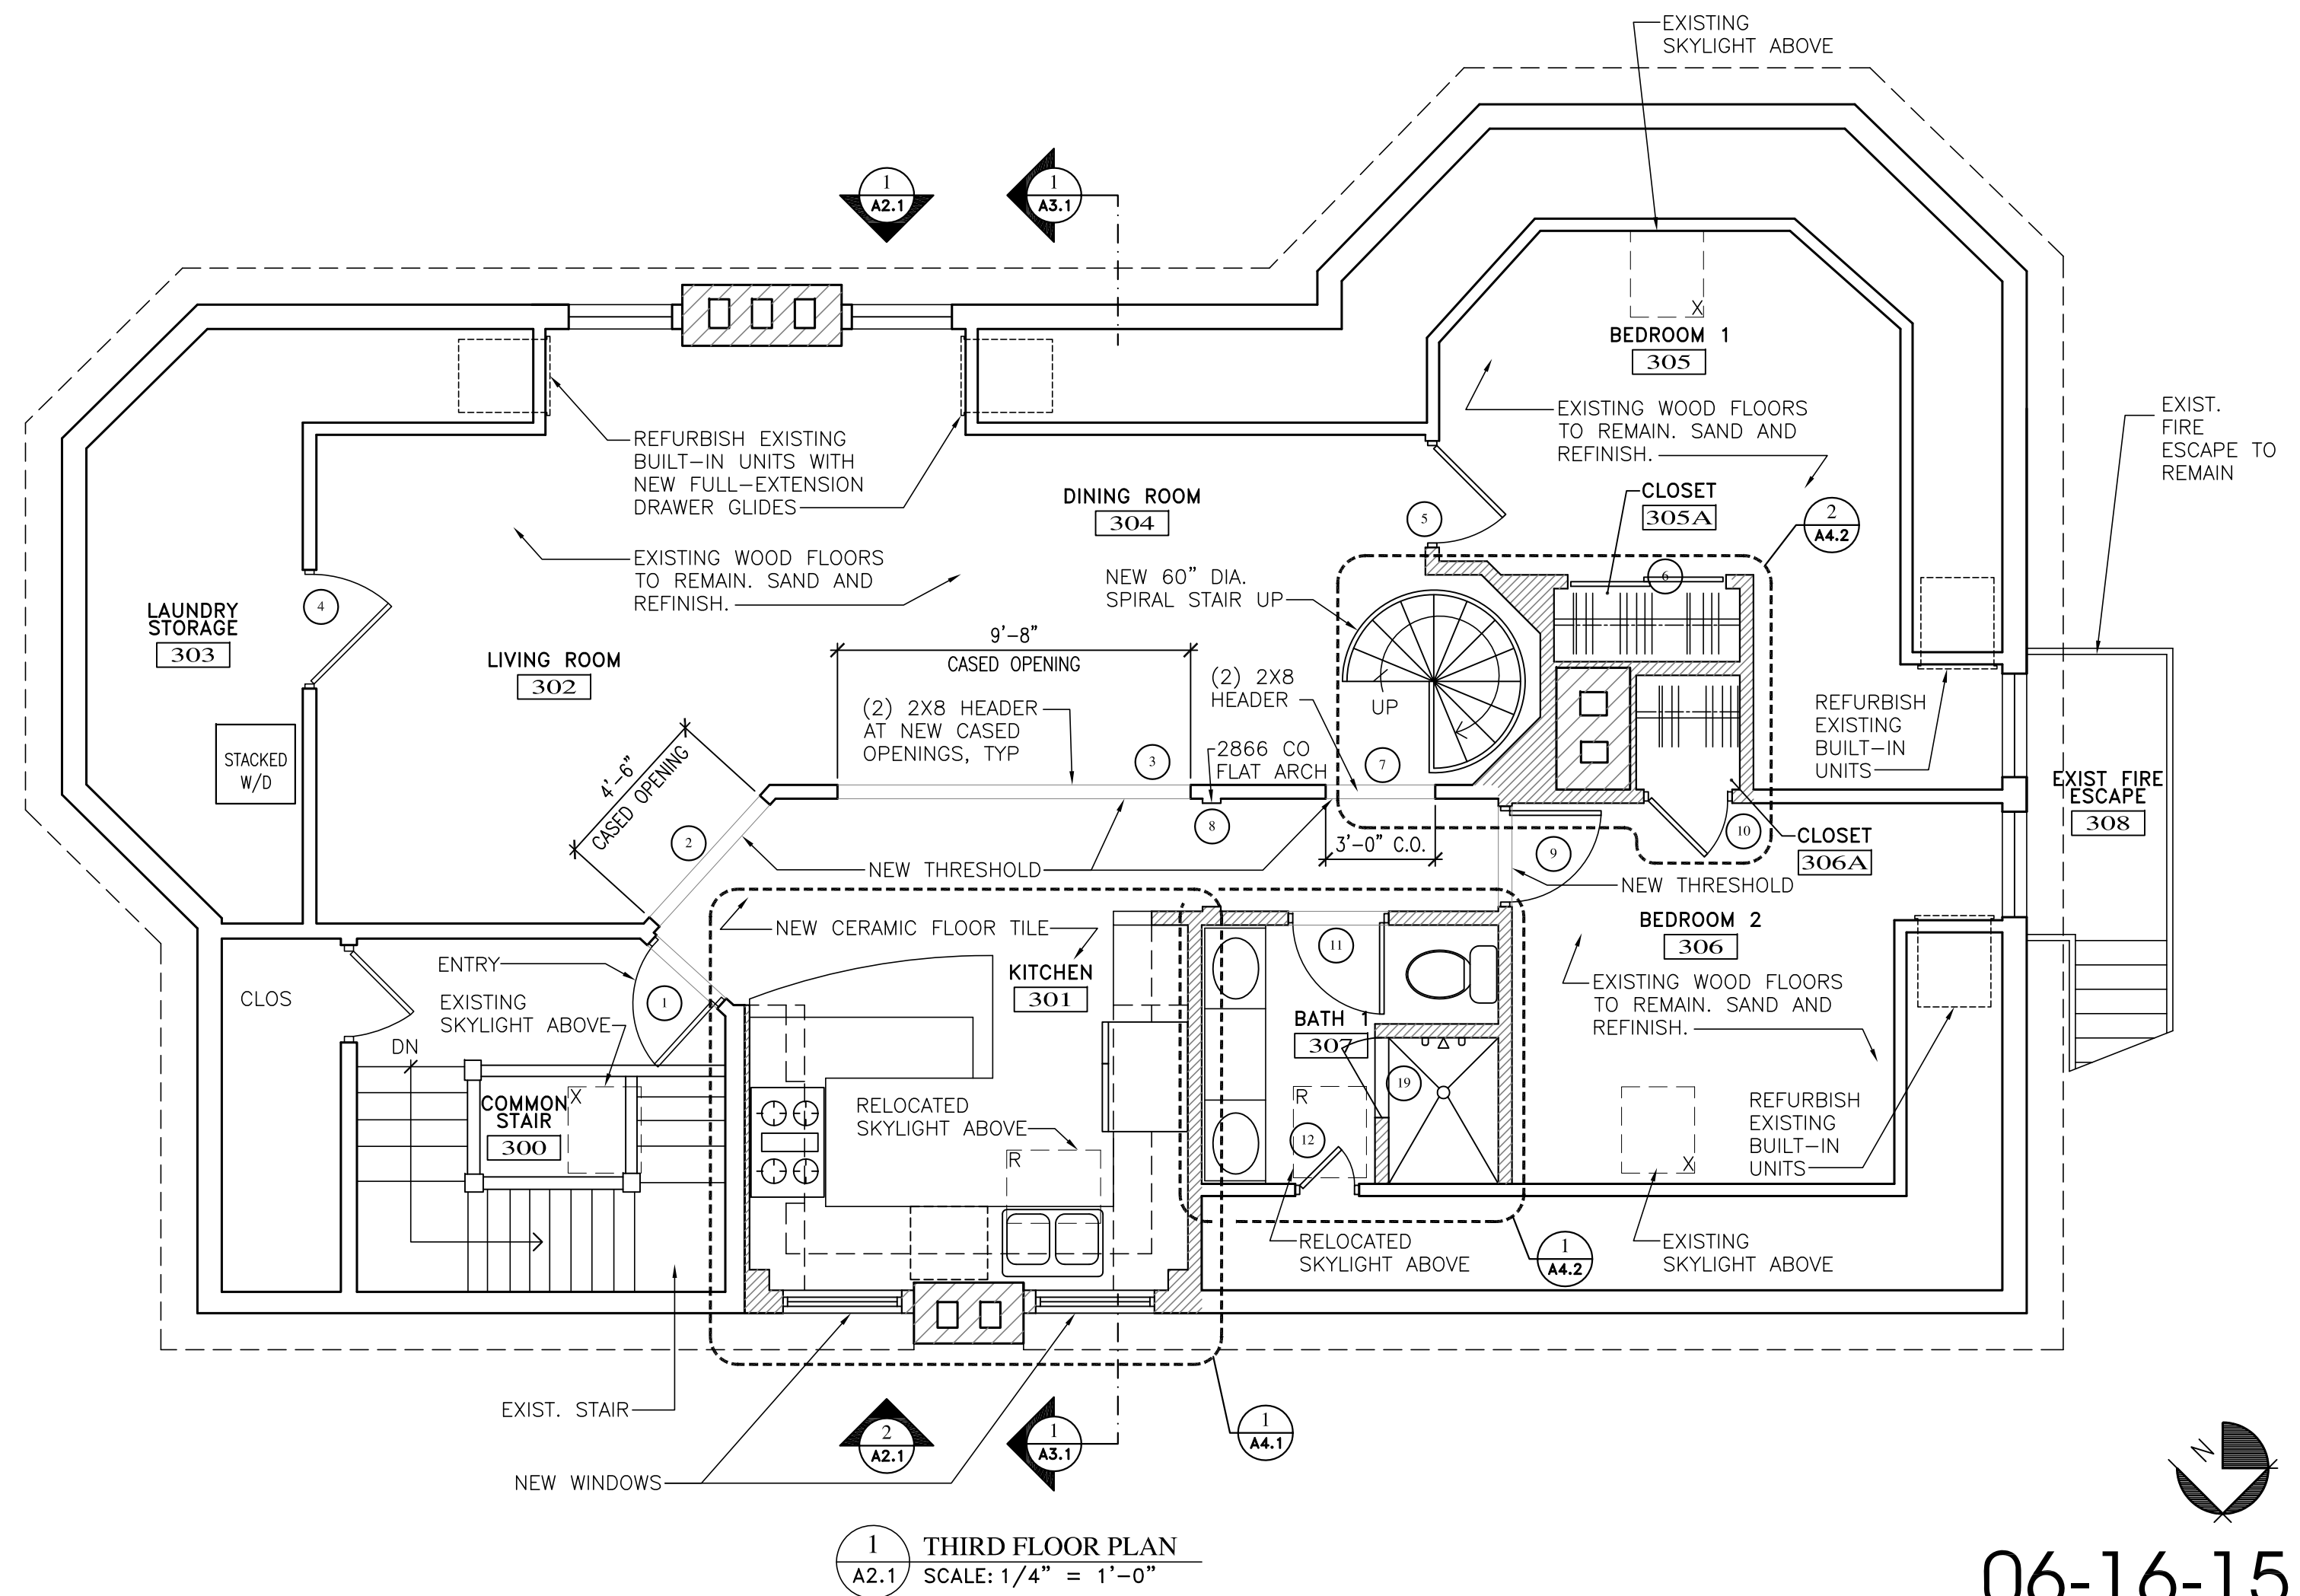 EXISTING
SKYLIGHT ABOVE
1
A2.1
1
A3.1
BEDROOM 1
305
X
EXISTING WOOD FLOORS
TO REMAIN. SAND AND
REFINISH.
EXIST.
FIRE
ESCAPE TO
REMAIN
REFURBISH EXISTING
BUILT-IN UNITS WITH
NEW FULL-EXTENSION
DRAWER GLIDES
DINING ROOM
304
5
CLOSET
305A
2
A4.2
6
EXISTING WOOD FLOORS
TO REMAIN. SAND AND
REFINISH.
NEW 60" DIA.
SPIRAL STAIR UP
LAUNDRY
STORAGE
303
4
LIVING ROOM
302
9'-8"
CASED OPENING
(2) 2X8 HEADER
AT NEW CASED
OPENINGS, TYP
(2) 2X8
HEADER
UP
3
2866 CO
FLAT ARCH
7
8
STACKED
W/D
4'-6"
CASED OPENING
2
REFURBISH
EXISTING
BUILT-IN
UNITS
EXIST FIRE
ESCAPE
308
3'-0" C.O.
9
10
CLOSET
306A
NEW THRESHOLD
NEW THRESHOLD
NEW CERAMIC FLOOR TILE
KITCHEN
301
BEDROOM 2
306
EXISTING WOOD FLOORS
TO REMAIN. SAND AND
REFINISH.
ENTRY
EXISTING
SKYLIGHT ABOVE
CLOS
1
11
BATH 1
307
19
DN
COMMON
STAIR
300
X
RELOCATED
SKYLIGHT ABOVE
R
R
12
X
REFURBISH
EXISTING
BUILT-IN
UNITS
RELOCATED
SKYLIGHT ABOVE
1
A4.2
EXISTING
SKYLIGHT ABOVE
EXIST. STAIR
2
A2.1
1
A3.1
1
A4.1
NEW WINDOWS
N
1
A2.1
THIRD FLOOR PLAN
SCALE: 1/4" = 1'-0"
06-16-15